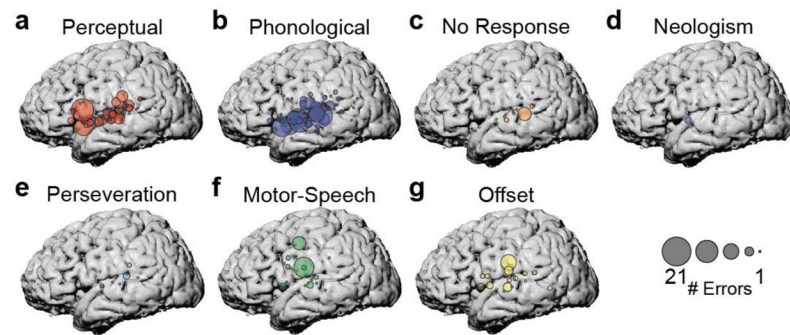 a Perceptual
b Phonological
c No Response
d Neologism
e Perseveration
f Motor-Speech
g Offset
21 # Errors 1